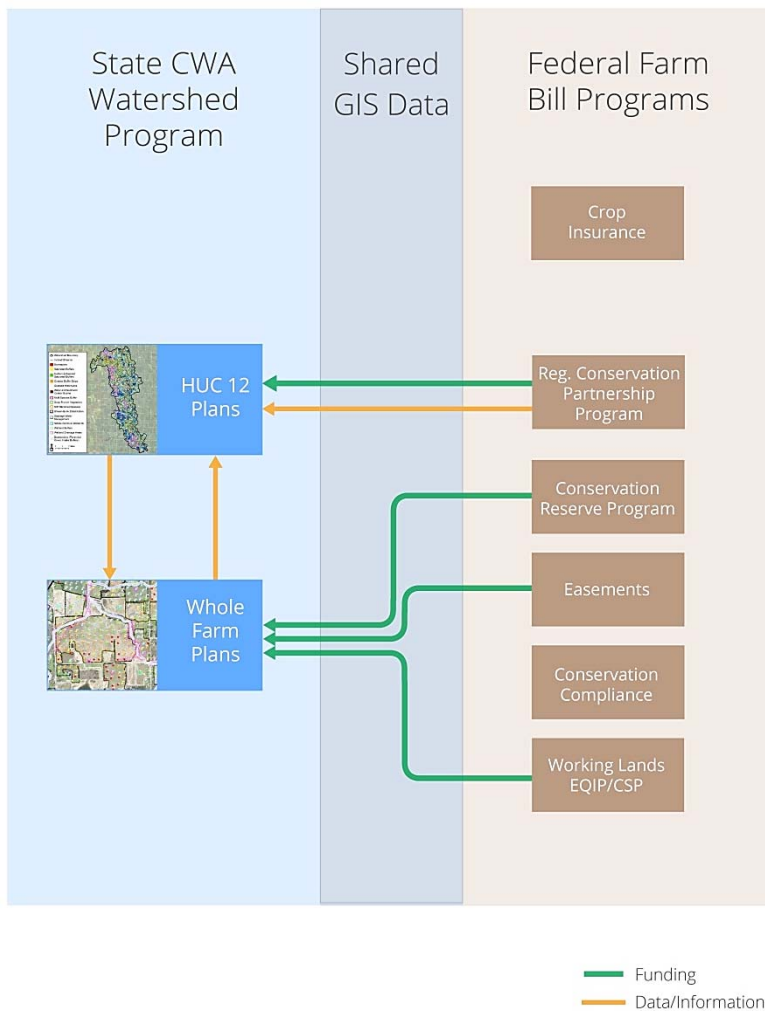 State CWA
Watershed
Program
Shared
GIS Data
Federal Farm
Bill Programs
Crop
Insurance
HUC 12
Plans
Reg. Conservation
Partnership
Program
Conservation
Reserve Program
Easements
Whole
Farm
Plans
Conservation
Compliance
Working Lands
EQIP/CSP
Funding
Data/Information